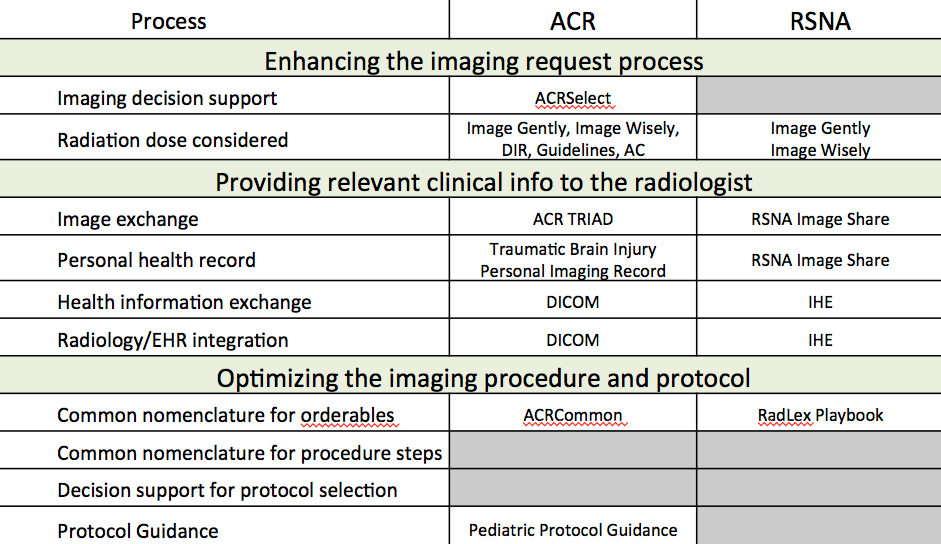 Process ACR RSNA
Enhancing the imaging request process
Imaging decision support ACRSelect
Radiation dose considered Image Gently, Image Wisely, DIR, Guidelines, AC Image Gently Image Wisely
Providing relevant clinical info to the radiologist
Image exchange ACR TRIAD RSNA Image Share
Personal health record Traumatic Brain Injury Personal Imaging Record RSNA Image Share
Health information exchange DICOM IHE
Radiology/EHR integration DICOM IHE
Optimizing the imaging procedure and protocol
Common nomenclature for orderables ACRCommon RadLex Playbook
Common nomenclature for procedure steps
Decision support for protocol selection
Protocol Guidance Pediatric Protocol Guidance